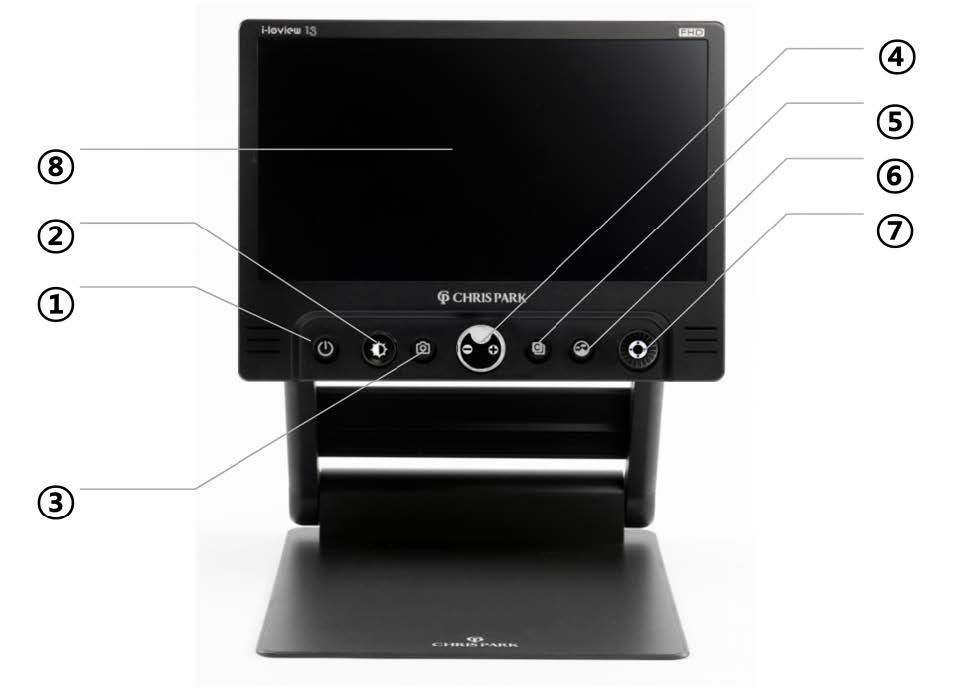 i-loview 13
FHD
④
⑤
⑧
⑥
②
⑦
①
CHRIS PARK
③
CHRIS PARK